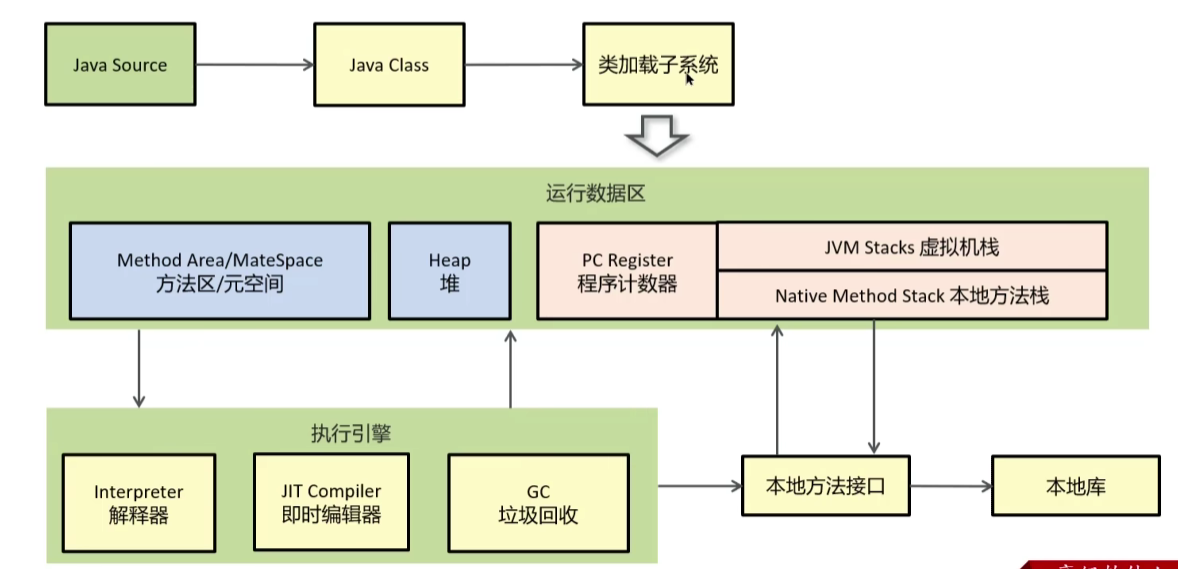 Java Source
Java Class
类加载子系统
运行数据区
Method Area/MateSpace
方法区/元空间
Heap
堆
PC Register
程序计数器
JVM Stacks 虚拟机栈
Native Method Stack 本地方法栈
执行引擎
Interpreter
解释器
JIT Compiler
即时编辑器
GC
垃圾回收
本地方法接口
本地库